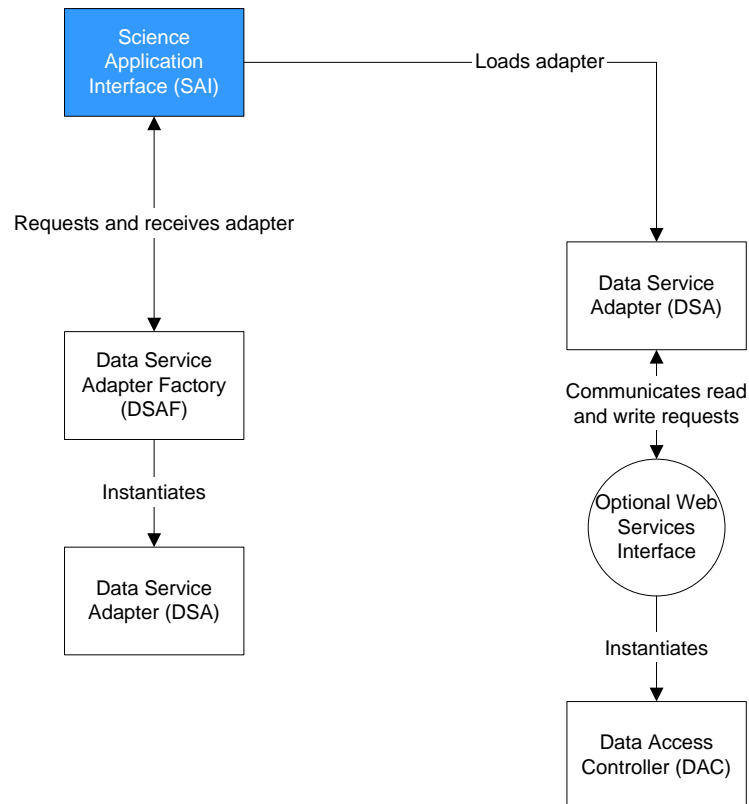 Science
Application
Interface (SAI)
Loads adapter
Requests and receives adapter
Data Service
Adapter (DSA)
Data Service
Adapter Factory
(DSAF)
Communicates read
and write requests
Instantiates
Optional Web
Services
Interface
Data Service
Adapter (DSA)
Instantiates
Data Access
Controller (DAC)